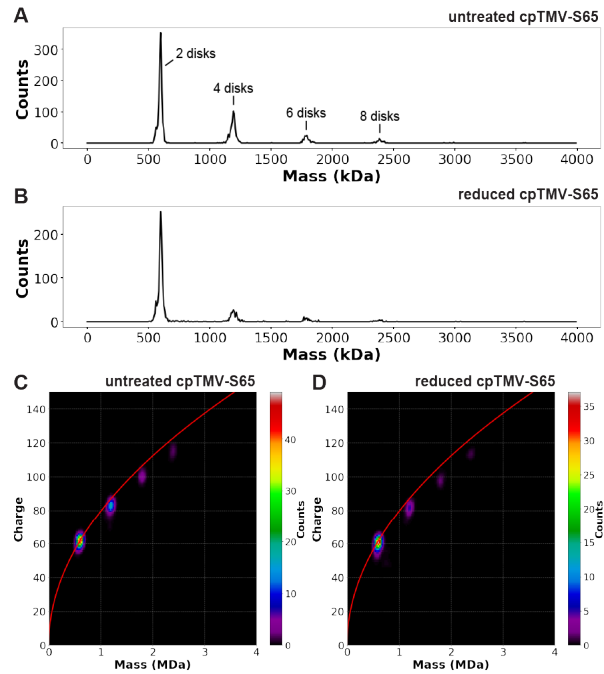 A untreated cpTMV-S65
2 disks
4 disks
6 disks
8 disks
Counts
300
200
100
0
0 500 1000 1500 2000 2500 3000 3500 4000
Mass (kDa)
B reduced cpTMV-S65
Counts
200
100
0
0 500 1000 1500 2000 2500 3000 3500 4000
Mass (kDa)
C untreated cpTMV-S65
Charge
140
120
100
80
60
40
20
0
0 1 2 3 4
Mass (MDa)
40
30
20
10
0
Counts
D reduced cpTMV-S65
Charge
140
120
100
80
60
40
20
0
0 1 2 3 4
Mass (MDa)
35
30
25
20
15
10
5
0
Counts